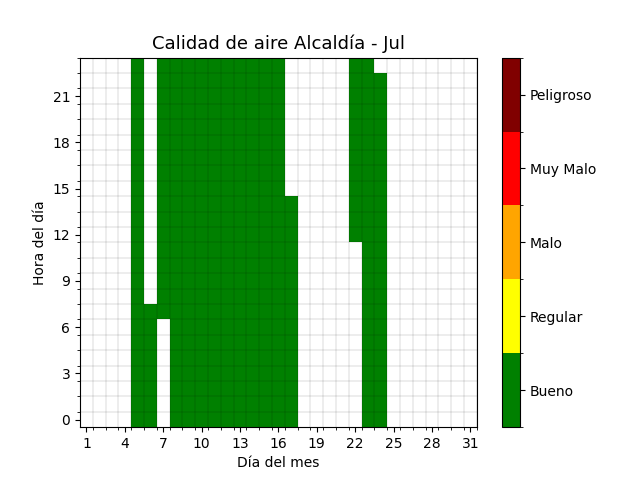 Calidad de aire Alcaldía - Jul
Hora del día
21
18
15
12
9
6
3
0
1 4 7 10 13 16 19 22 25 28 31
Día del mes
Peligroso
Muy Malo
Malo
Regular
Bueno